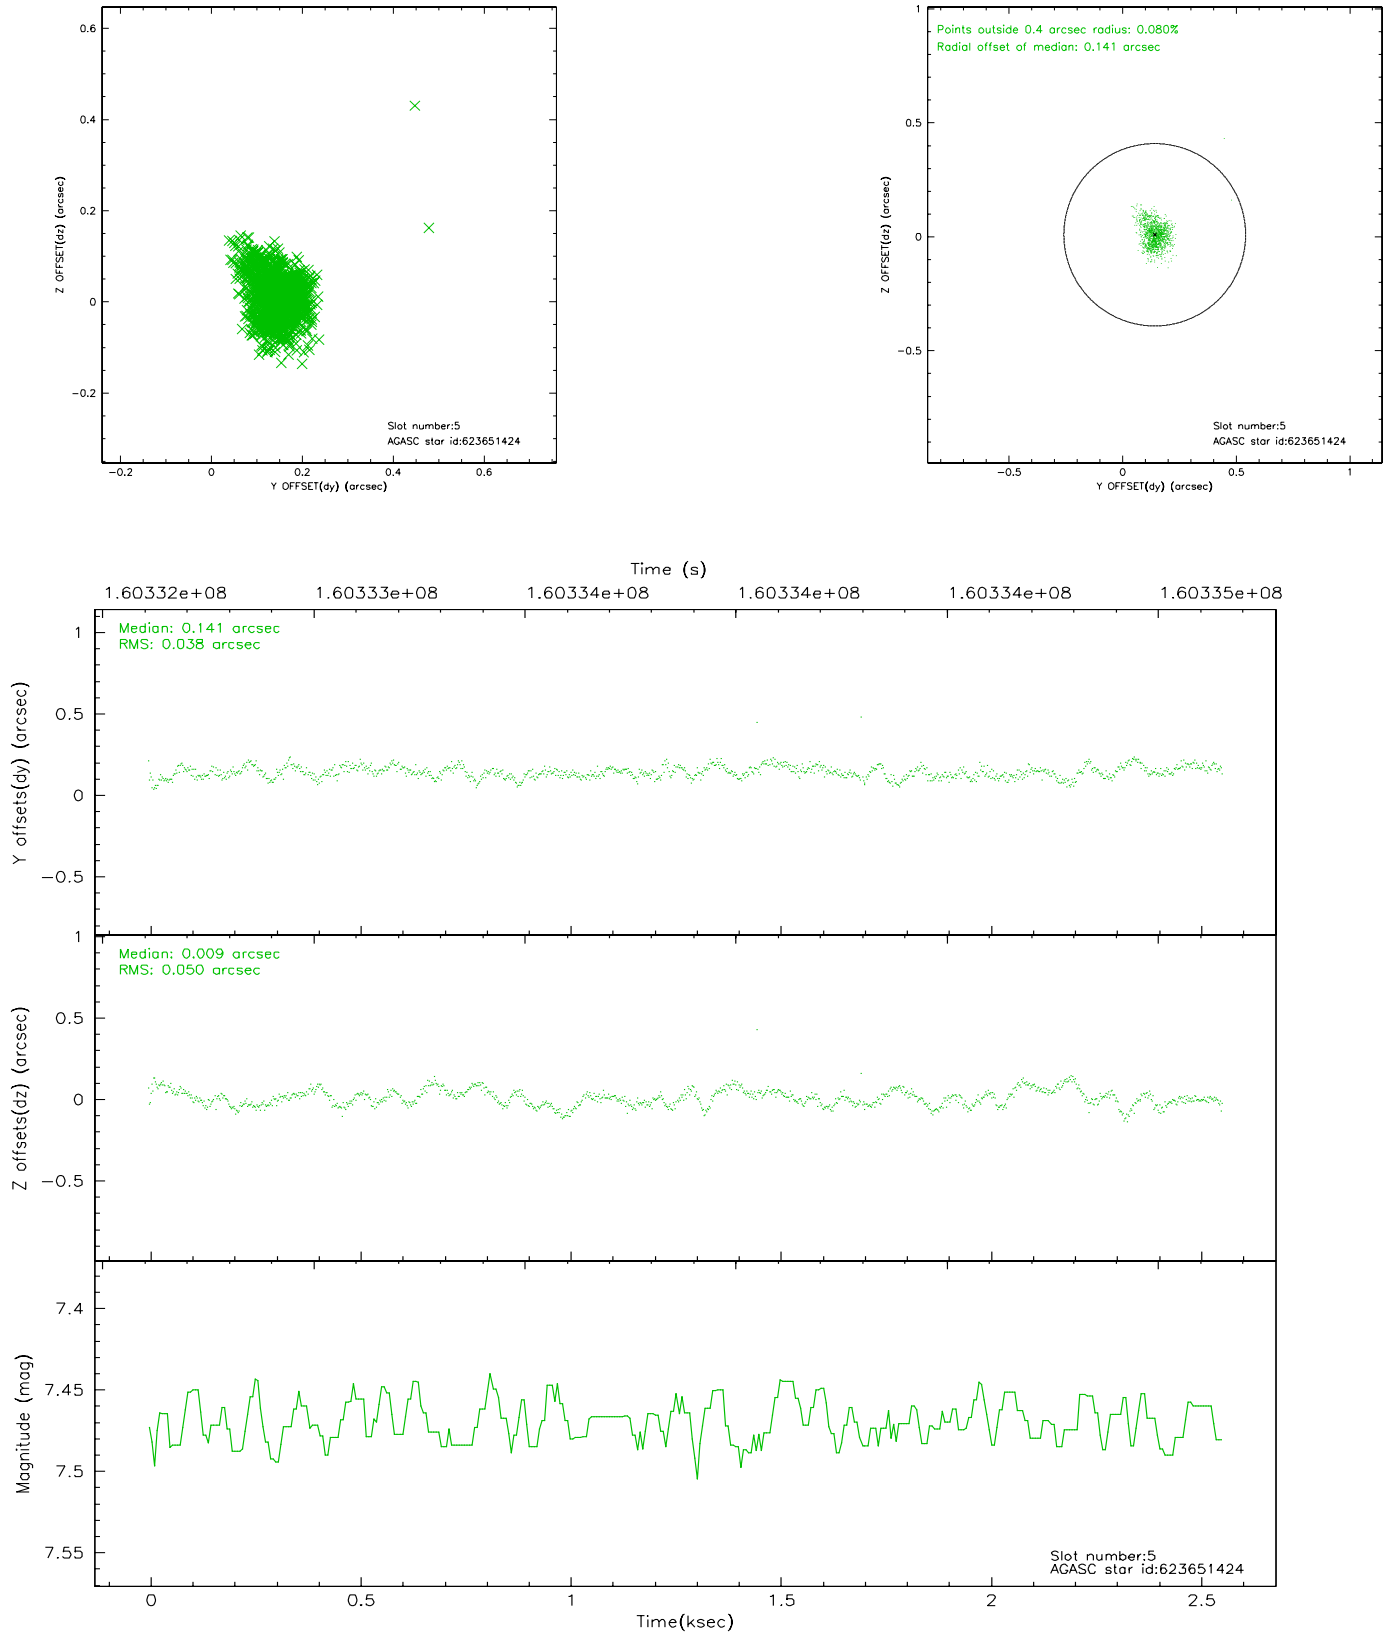 0.6
0.4
0.2
0
−0.2
Z OFFSET(dz) (arcsec)
−0.2 0 0.2 0.4 0.6
Y OFFSET(dy) (arcsec)
Slot number:5
AGASC star id:623651424
Points outside 0.4 arcsec radius: 0.080%
Radial offset of median: 0.141 arcsec
1
0.5
0
−0.5
Z OFFSET(dz) (arcsec)
−0.5 0 0.5 1
Y OFFSET(dy) (arcsec)
Slot number:5
AGASC star id:623651424
Time (s)
1.60332e+08 1.60333e+08 1.60334e+08 1.60334e+08 1.60334e+08 1.60335e+08
Median: 0.141 arcsec
RMS: 0.038 arcsec
1
0.5
0
−0.5
Y offsets(dy) (arcsec)
Median: 0.009 arcsec
RMS: 0.050 arcsec
1
0.5
0
−0.5
Z offsets(dz) (arcsec)
7.4
7.45
7.5
7.55
Magnitude (mag)
Slot number:5
AGASC star id:623651424
0 0.5 1 1.5 2 2.5
Time(ksec)